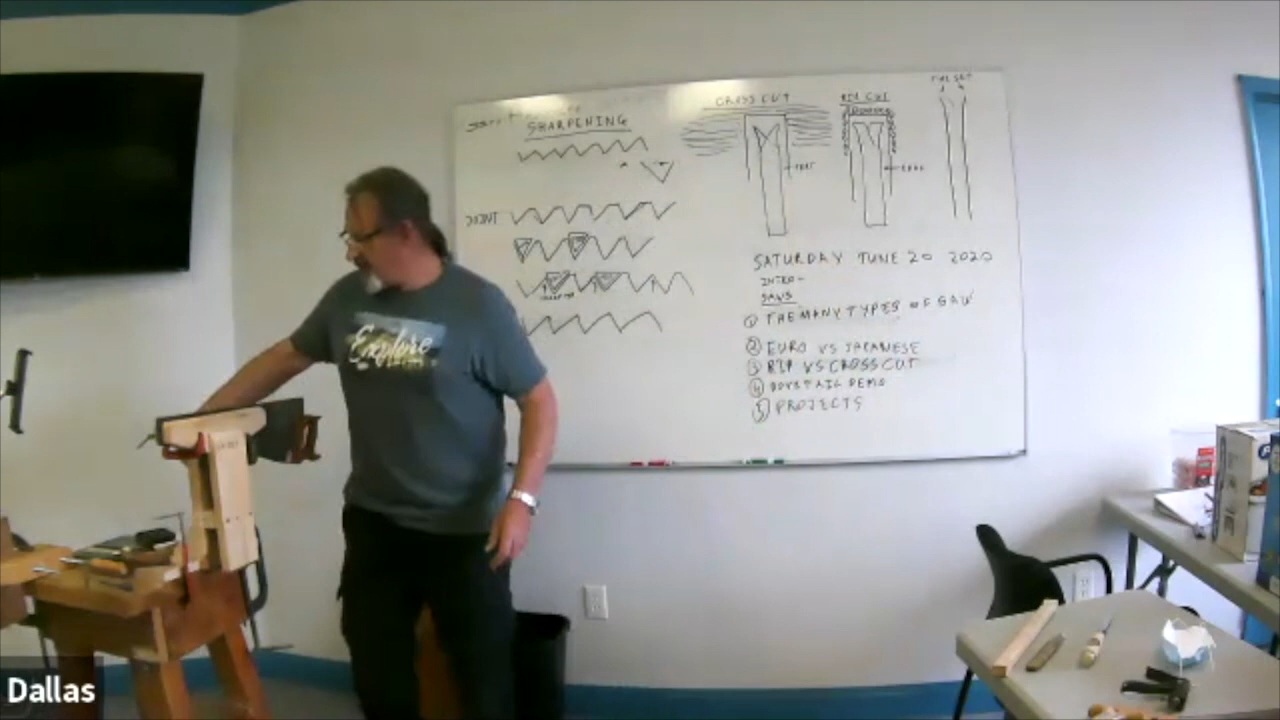 SHARPENING
JOINT
CROSS CUT
RIP CUT
SATURDAY JUNE 20 2020
INTRO -
SAWS
① THE MANY TYPES OF SAW
② EURO VS JAPANESE
③ RIP VS CROSS CUT
④ DOVETAIL DEMO
⑤ PROJECTS
Explore
Dallas